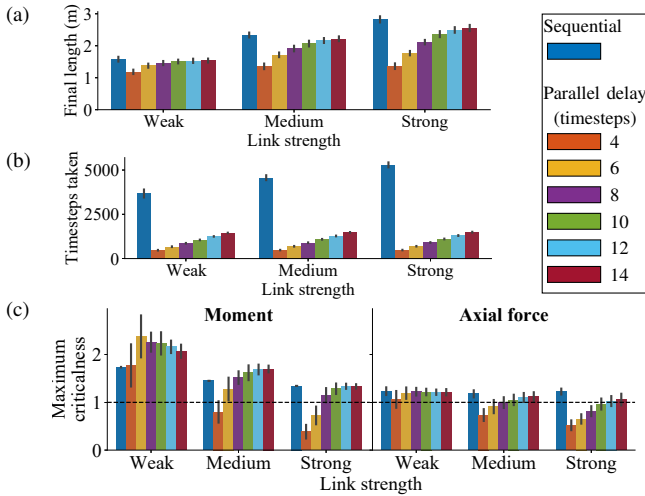 (a)
Final length (m)
3
2
1
0
Weak
Medium
Strong
Link strength
(b)
Timesteps taken
5000
2500
0
Weak
Medium
Strong
Link strength
(c)
Moment
Axial force
Maximum
criticalness
2
1
0
Weak
Medium
Strong
Weak
Medium
Strong
Link strength
Sequential
Parallel delay
(timesteps)
4
6
8
10
12
14